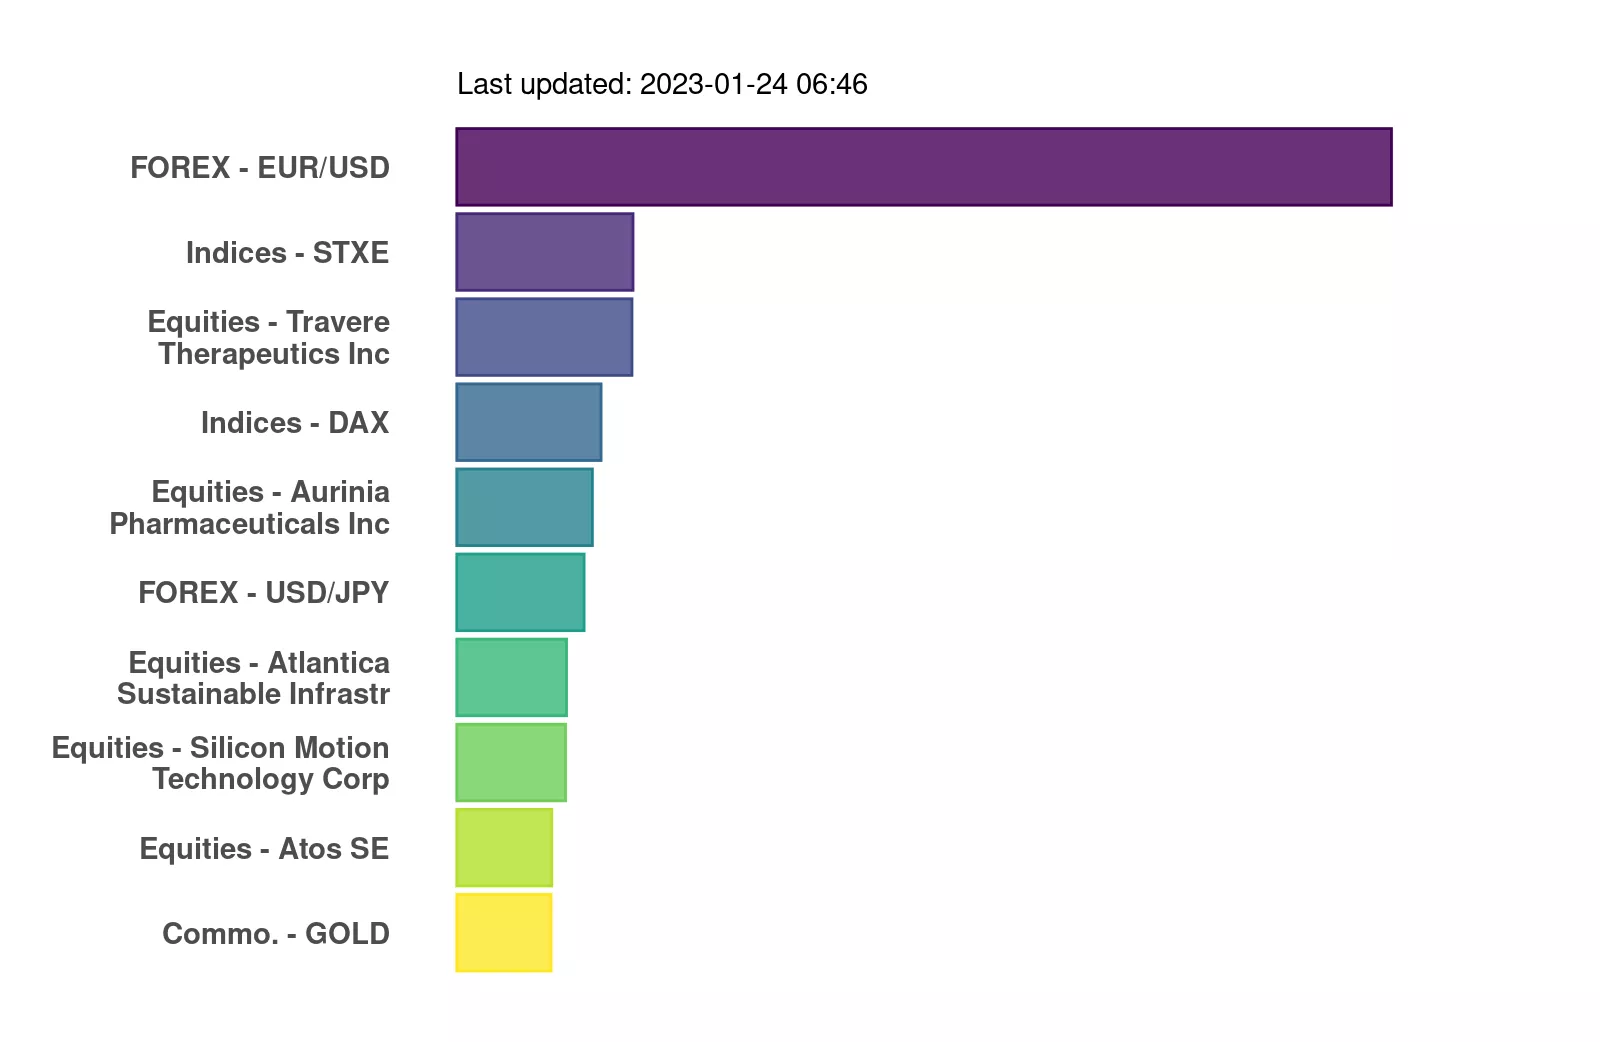 Last updated: 2023-01-24 06:46
FOREX - EUR/USD
Indices - STXE
Equities - Travere
Therapeutics Inc
Indices - DAX
Equities - Aurinia
Pharmaceuticals Inc
FOREX - USD/JPY
Equities - Atlantica
Sustainable Infrastr
Equities - Silicon Motion
Technology Corp
Equities - Atos SE
Commo. - GOLD